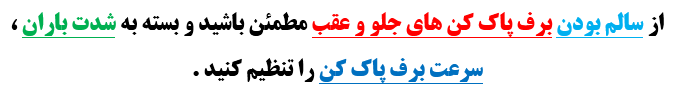 از سالم بودن برف پاک کن های جلو و عقب مطمئن باشید و بسته به شدت باران ،
سرعت برف پاک کن را تنظیم کنید .